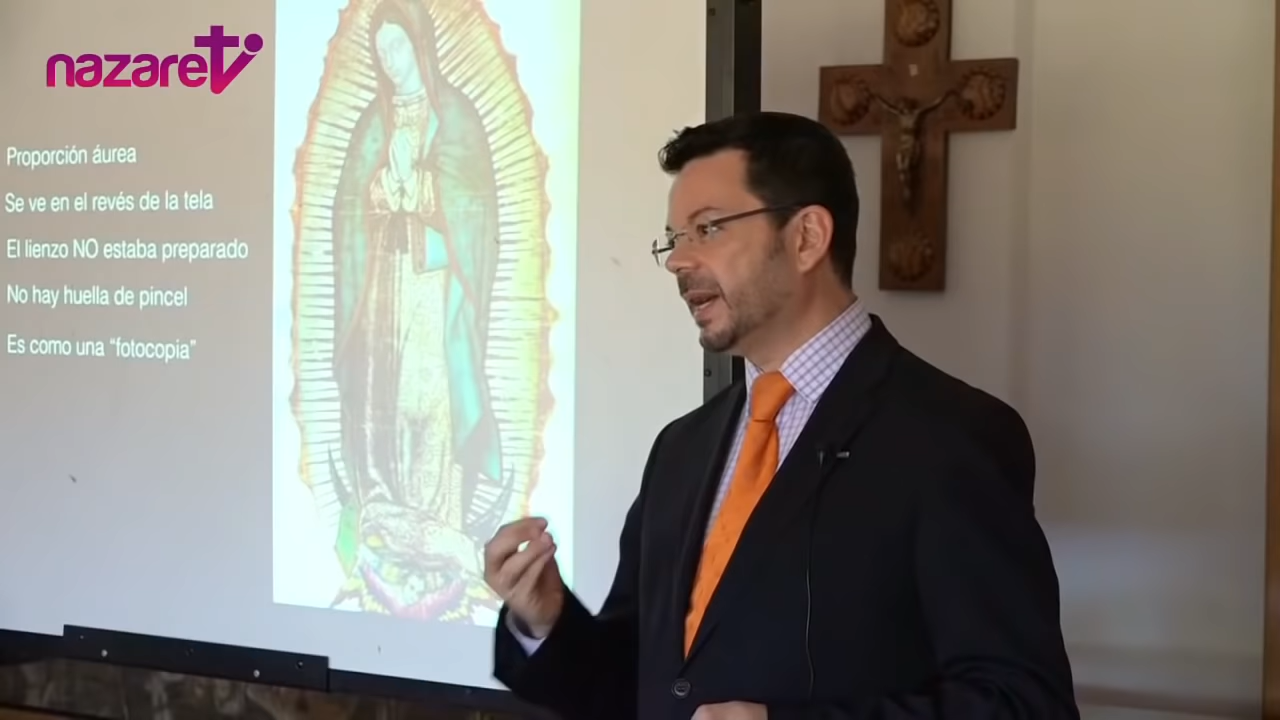 nazaretv
Proporción áurea
Se ve en el revés de la tela
El lienzo NO estaba preparado
No hay huella de pincel
Es como una “fotocopia”